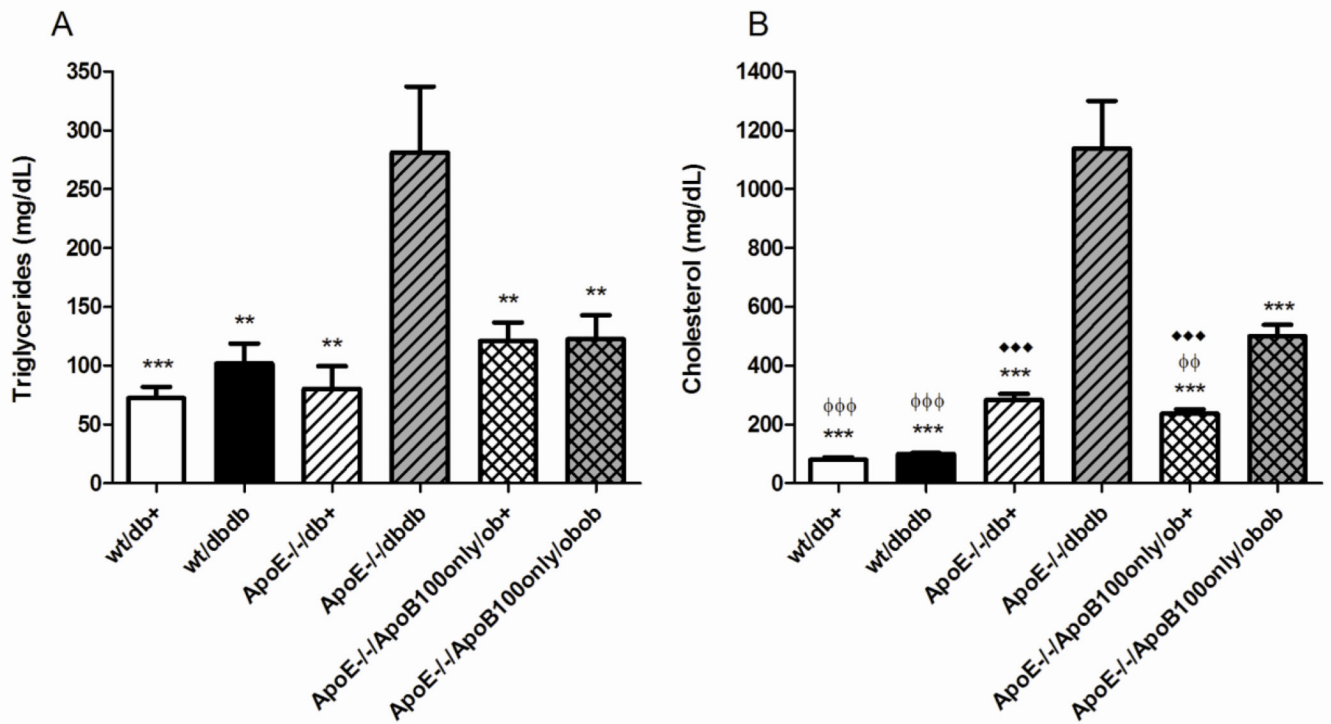 A
Triglycerides (mg/dL)
350
300
250
200
150
100
50
0
***
**
**
**
**
wt/db+
wt/dbdb
ApoE-/-/db+
ApoE-/-/dbdb
ApoE-/-/ApoB100only/ob+
ApoE-/-/ApoB100only/obob
B
Cholesterol (mg/dL)
1400
1200
1000
800
600
400
200
0
ϕϕϕ
***
ϕϕϕ
***
◆◆◆
***
◆◆◆
ϕϕ
***
***
wt/db+
wt/dbdb
ApoE-/-/db+
ApoE-/-/dbdb
ApoE-/-/ApoB100only/ob+
ApoE-/-/ApoB100only/obob